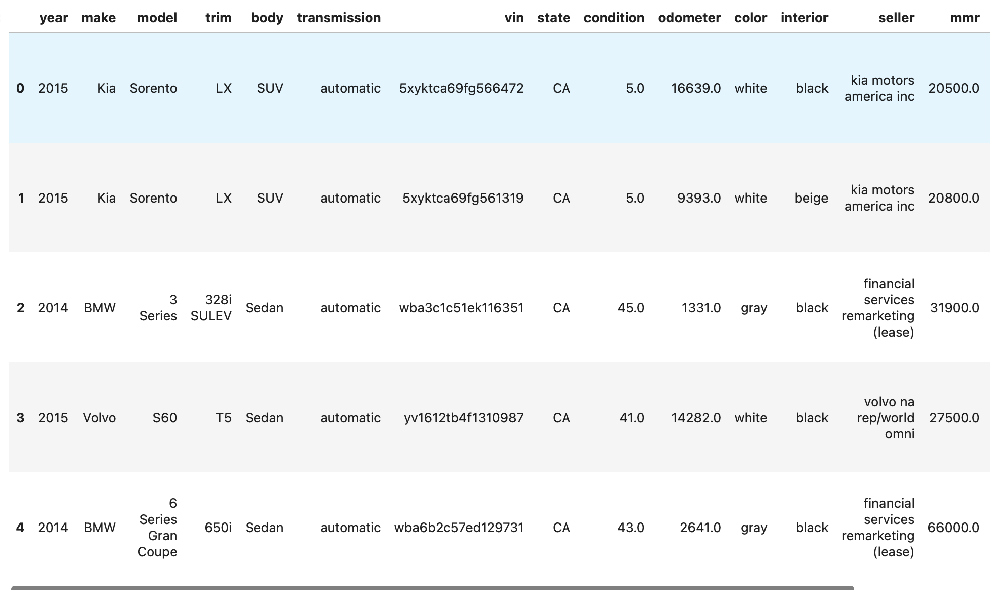 year make model trim body transmission vin state condition odometer color interior seller mmr
0 2015 Kia Sorento LX SUV automatic 5xyktca69fg566472 CA 5.0 16639.0 white black kia motors america inc 20500.0
1 2015 Kia Sorento LX SUV automatic 5xyktca69fg561319 CA 5.0 9393.0 white beige kia motors america inc 20800.0
2 2014 BMW 3 Series 328i SULEV Sedan automatic wba3c1c51ek116351 CA 45.0 1331.0 gray black financial services remarketing (lease) 31900.0
3 2015 Volvo S60 T5 Sedan automatic yv1612tb4f1310987 CA 41.0 14282.0 white black volvo na rep/world omni 27500.0
4 2014 BMW 6 Series Gran Coupe 650i Sedan automatic wba6b2c57ed129731 CA 43.0 2641.0 gray black financial services remarketing (lease) 66000.0